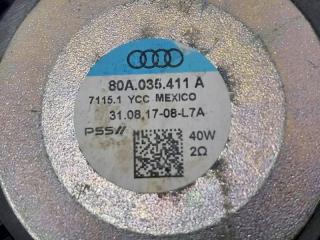 80A.035.411 A
7115.1 YCC MEXICO
31.08.17-08-L7A
PSS//
40W
2Ω